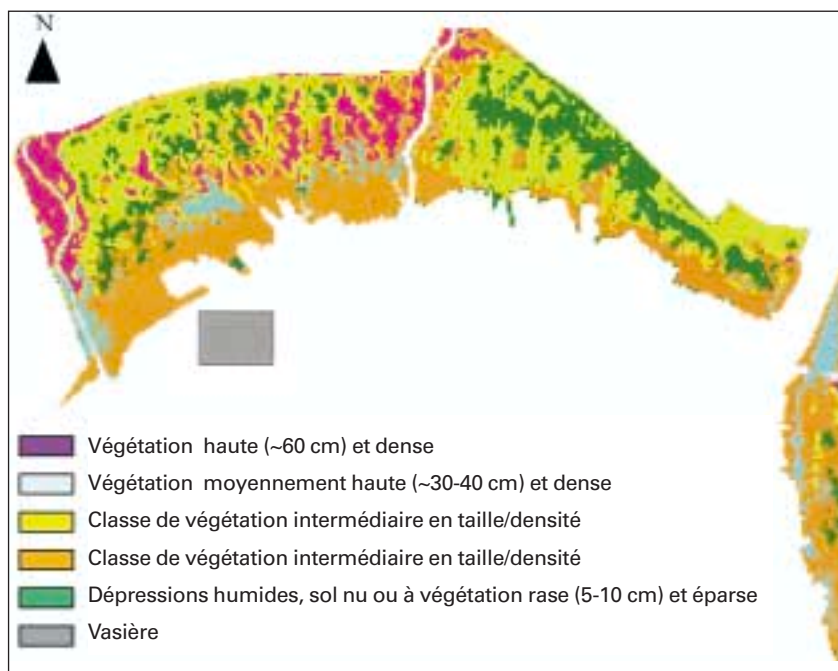 N
Végétation haute (~60 cm) et dense
Végétation moyennement haute (~30-40 cm) et dense
Classe de végétation intermédiaire en taille/densité
Classe de végétation intermédiaire en taille/densité
Dépressions humides, sol nu ou à végétation rase (5-10 cm) et éparse
Vasière